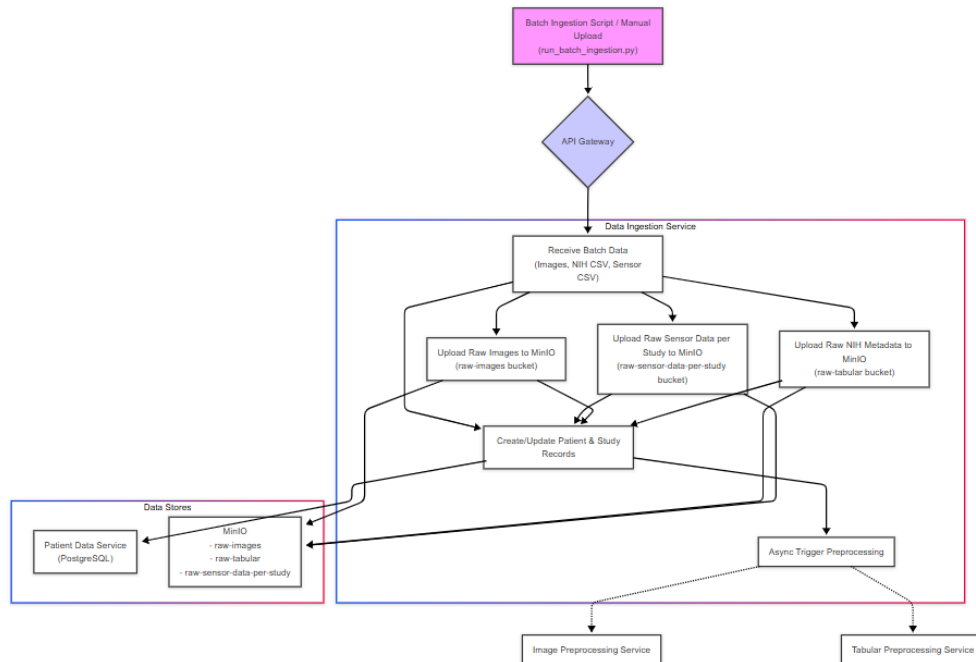 Batch Ingestion Script / Manual
Upload
(run_batch_ingestion.py)
API Gateway
Data Ingestion Service
Receive Batch Data
(Images, NIH CSV, Sensor
CSV)
Upload Raw Images to MinIO
(raw-images bucket)
Upload Raw Sensor Data per
Study to MinIO
(raw-sensor-data-per-study
bucket)
Upload Raw NIH Metadata to
MinIO
(raw-tabular bucket)
Create/Update Patient & Study
Records
Data Stores
Patient Data Service
(PostgreSQL)
MinIO
- raw-images
- raw-tabular
- raw-sensor-data-per-study
Async Trigger Preprocessing
Image Preprocessing Service
Tabular Preprocessing Service